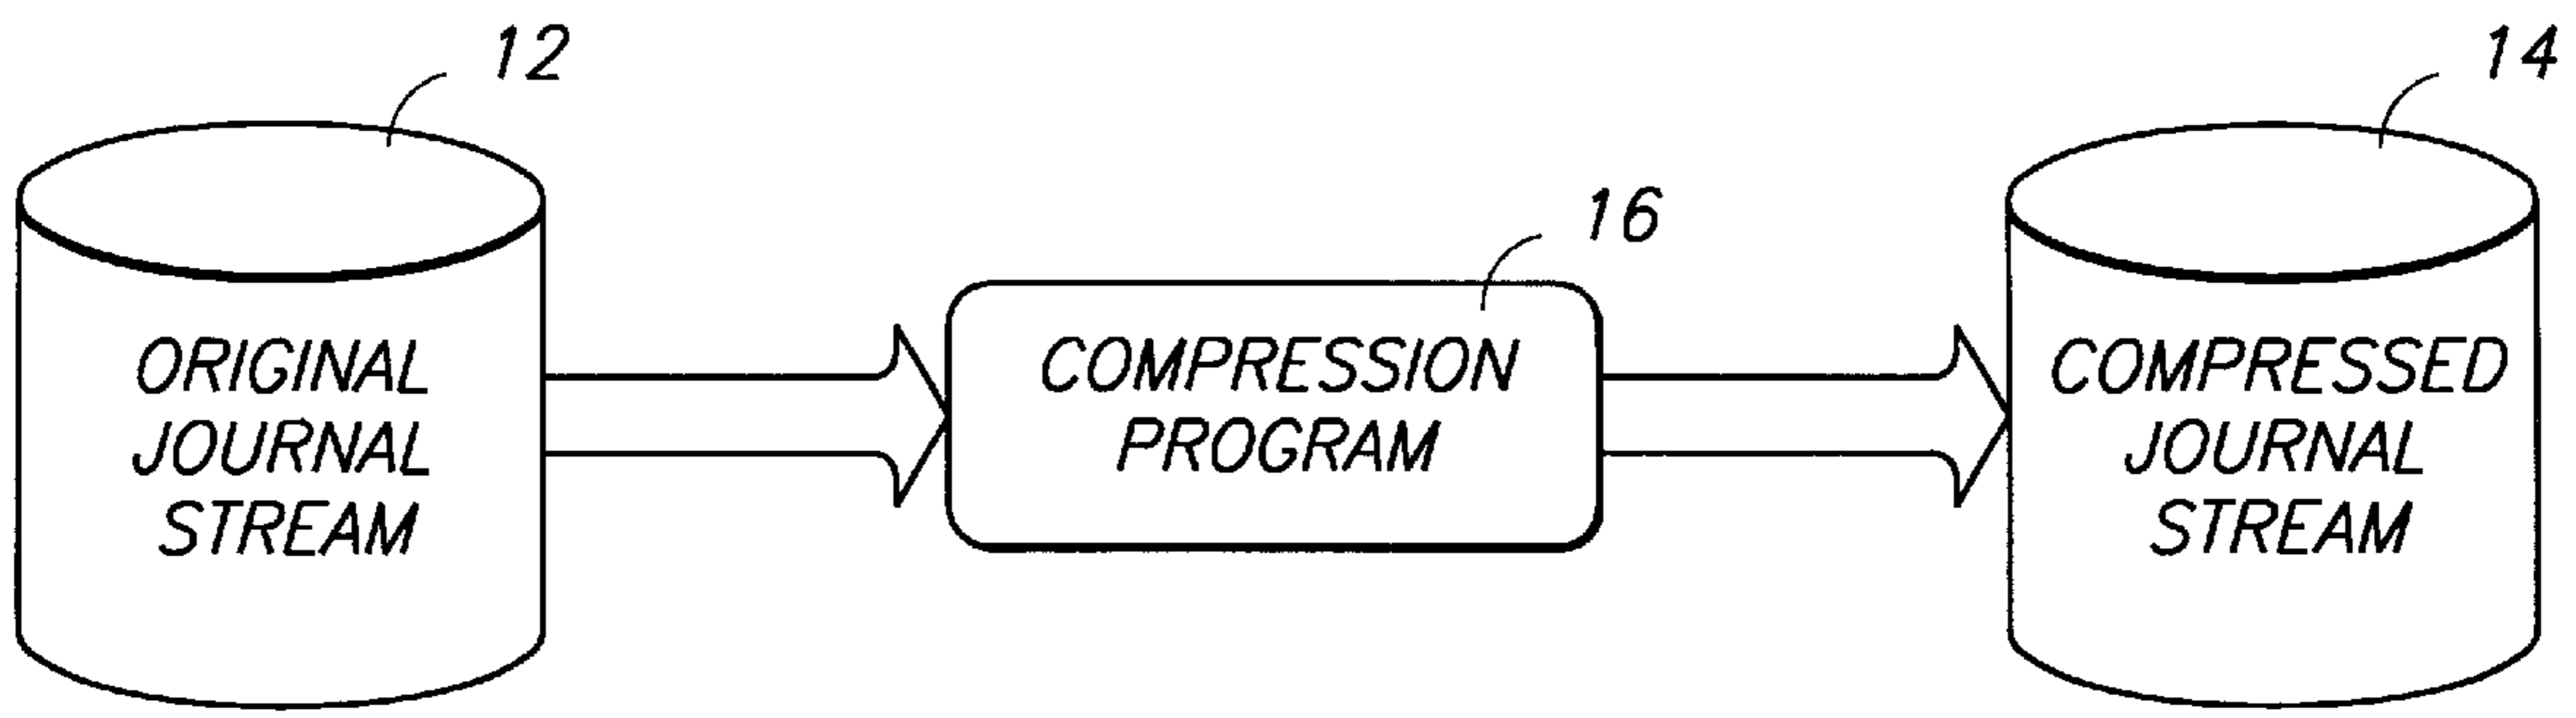 12
14
16
ORIGINAL
JOURNAL
STREAM
COMPRESSION
PROGRAM
COMPRESSED
JOURNAL
STREAM